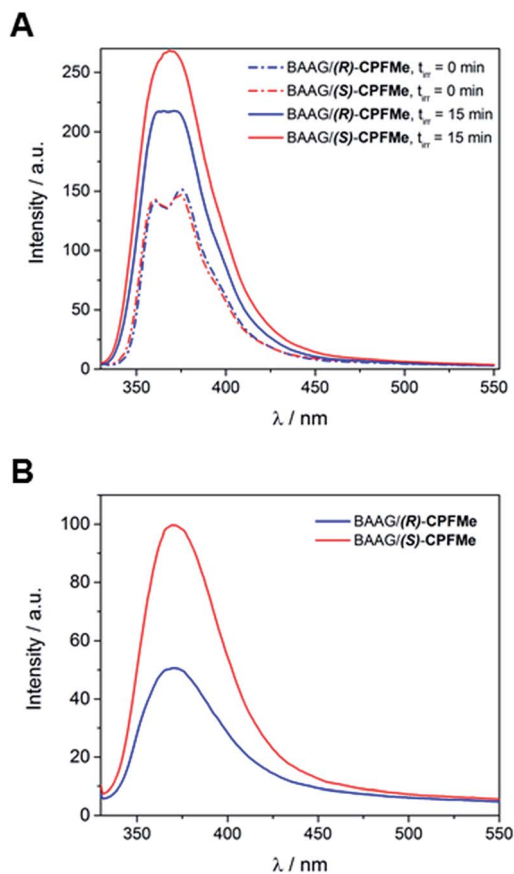 A
BAAG/(R)-CPFMe, tirr = 0 min
BAAG/(S)-CPFMe, tirr = 0 min
BAAG/(R)-CPFMe, tirr = 15 min
BAAG/(S)-CPFMe, tirr = 15 min
250
200
150
100
50
0
Intensity / a.u.
350 400 450 500 550
λ / nm
B
BAAG/(R)-CPFMe
BAAG/(S)-CPFMe
100
80
60
40
20
0
Intensity / a.u.
350 400 450 500 550
λ / nm